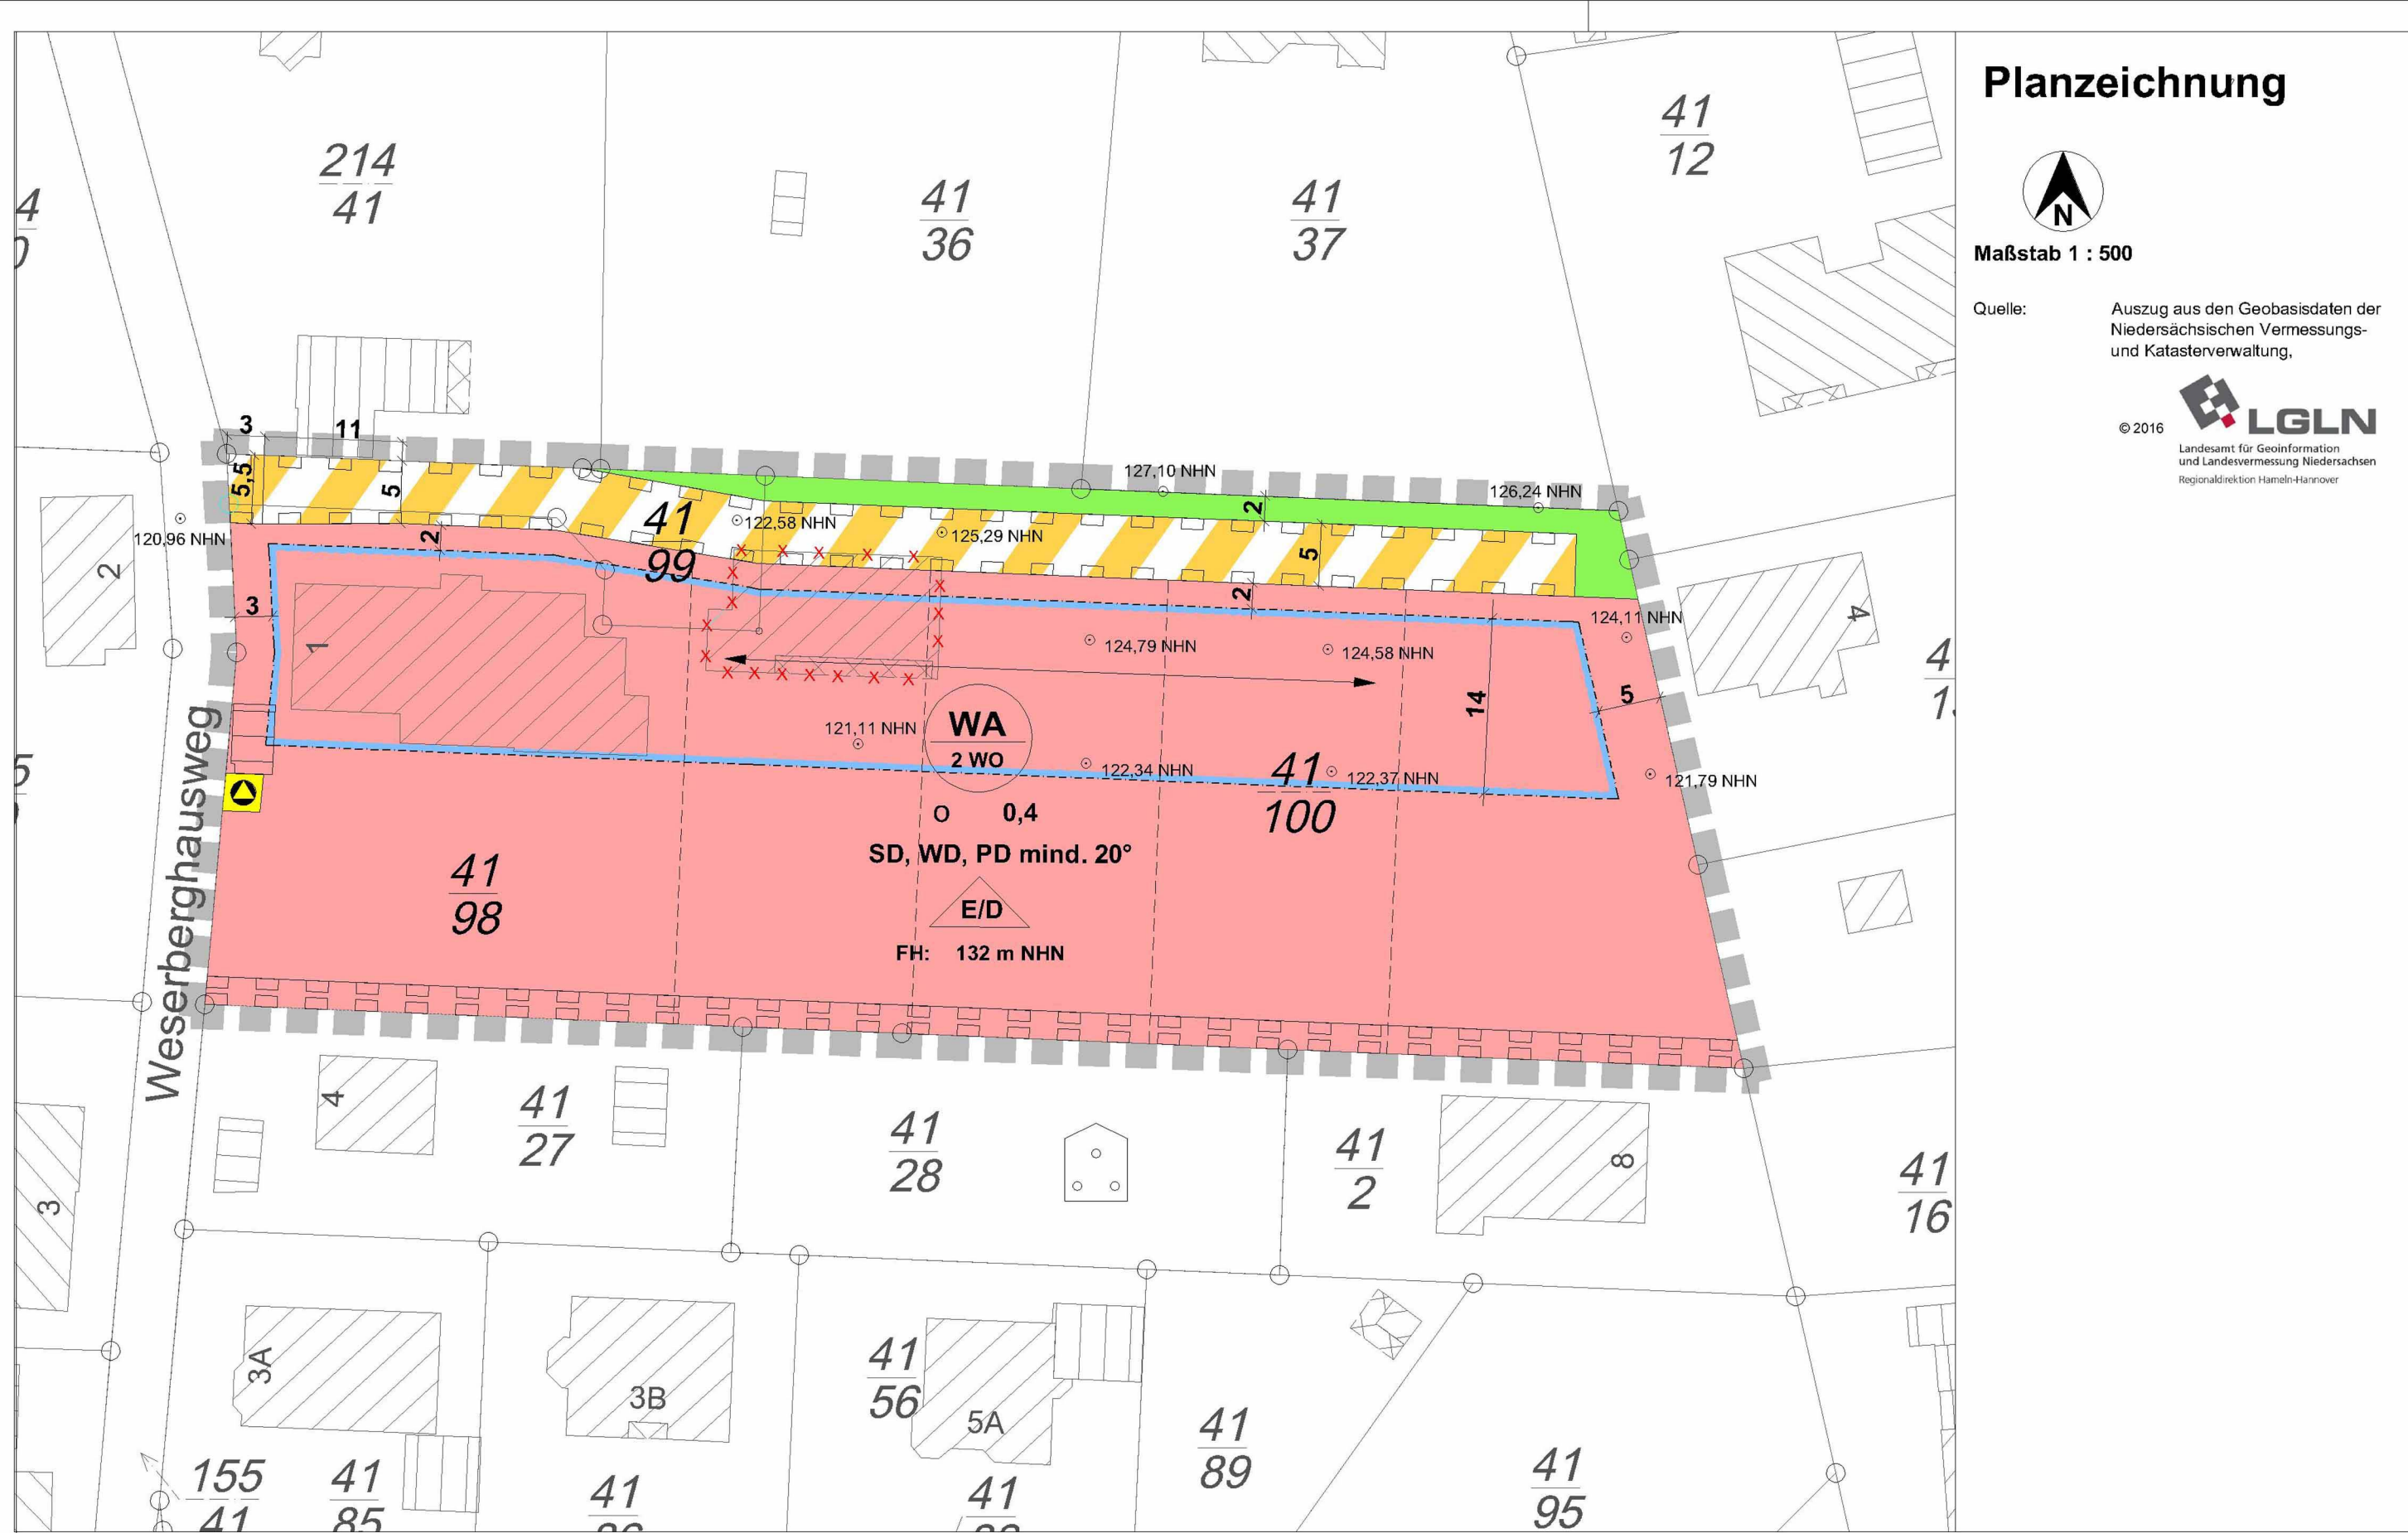 Planzeichnung
N
Maßstab 1 : 500
Quelle:
Auszug aus den Geobasisdaten der
Niedersächsischen Vermessungs-
und Katasterverwaltung,
© 2016
LGLN
Landesamt für Geoinformation
und Landesvermessung Niedersachsen
Regionaldirektion Hameln-Hannover
214
41
41
36
41
37
41
12
4
3
11
5,5
5
127,10 NHN
126,24 NHN
2
41
99
122,58 NHN
125,29 NHN
120,96 NHN
2
2
5
3
2
1
124,79 NHN
124,58 NHN
124,11 NHN
4
4
5
14
121,11 NHN
WA
2 WO
122,34 NHN
41
100
122,37 NHN
121,79 NHN
5
O 0,4
SD, WD, PD mind. 20°
E/D
FH: 132 m NHN
41
98
Weserberghausweg
4
41
27
41
28
41
2
8
41
16
3
3A
3B
41
56
5A
41
89
41
95
155
41
41
85
41
41